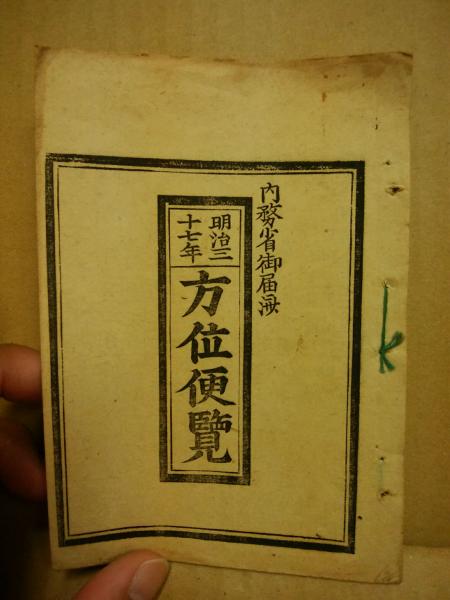 内務省御届済
明治三
十七年
方位便覧